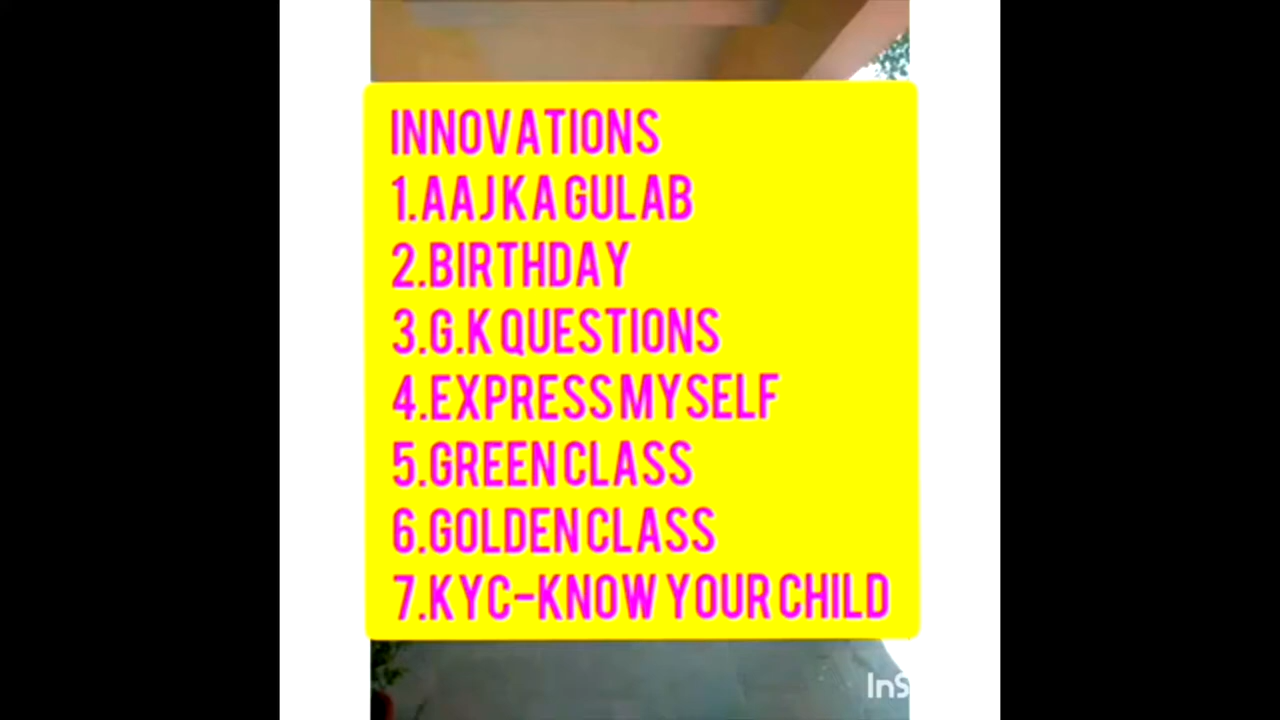 INNOVATIONS
1.AAJ KA GULAB
2.BIRTHDAY
3.G.K QUESTIONS
4.EXPRESS MYSELF
5.GREEN CLASS
6.GOLDEN CLASS
7.KYC-KNOW YOUR CHILD